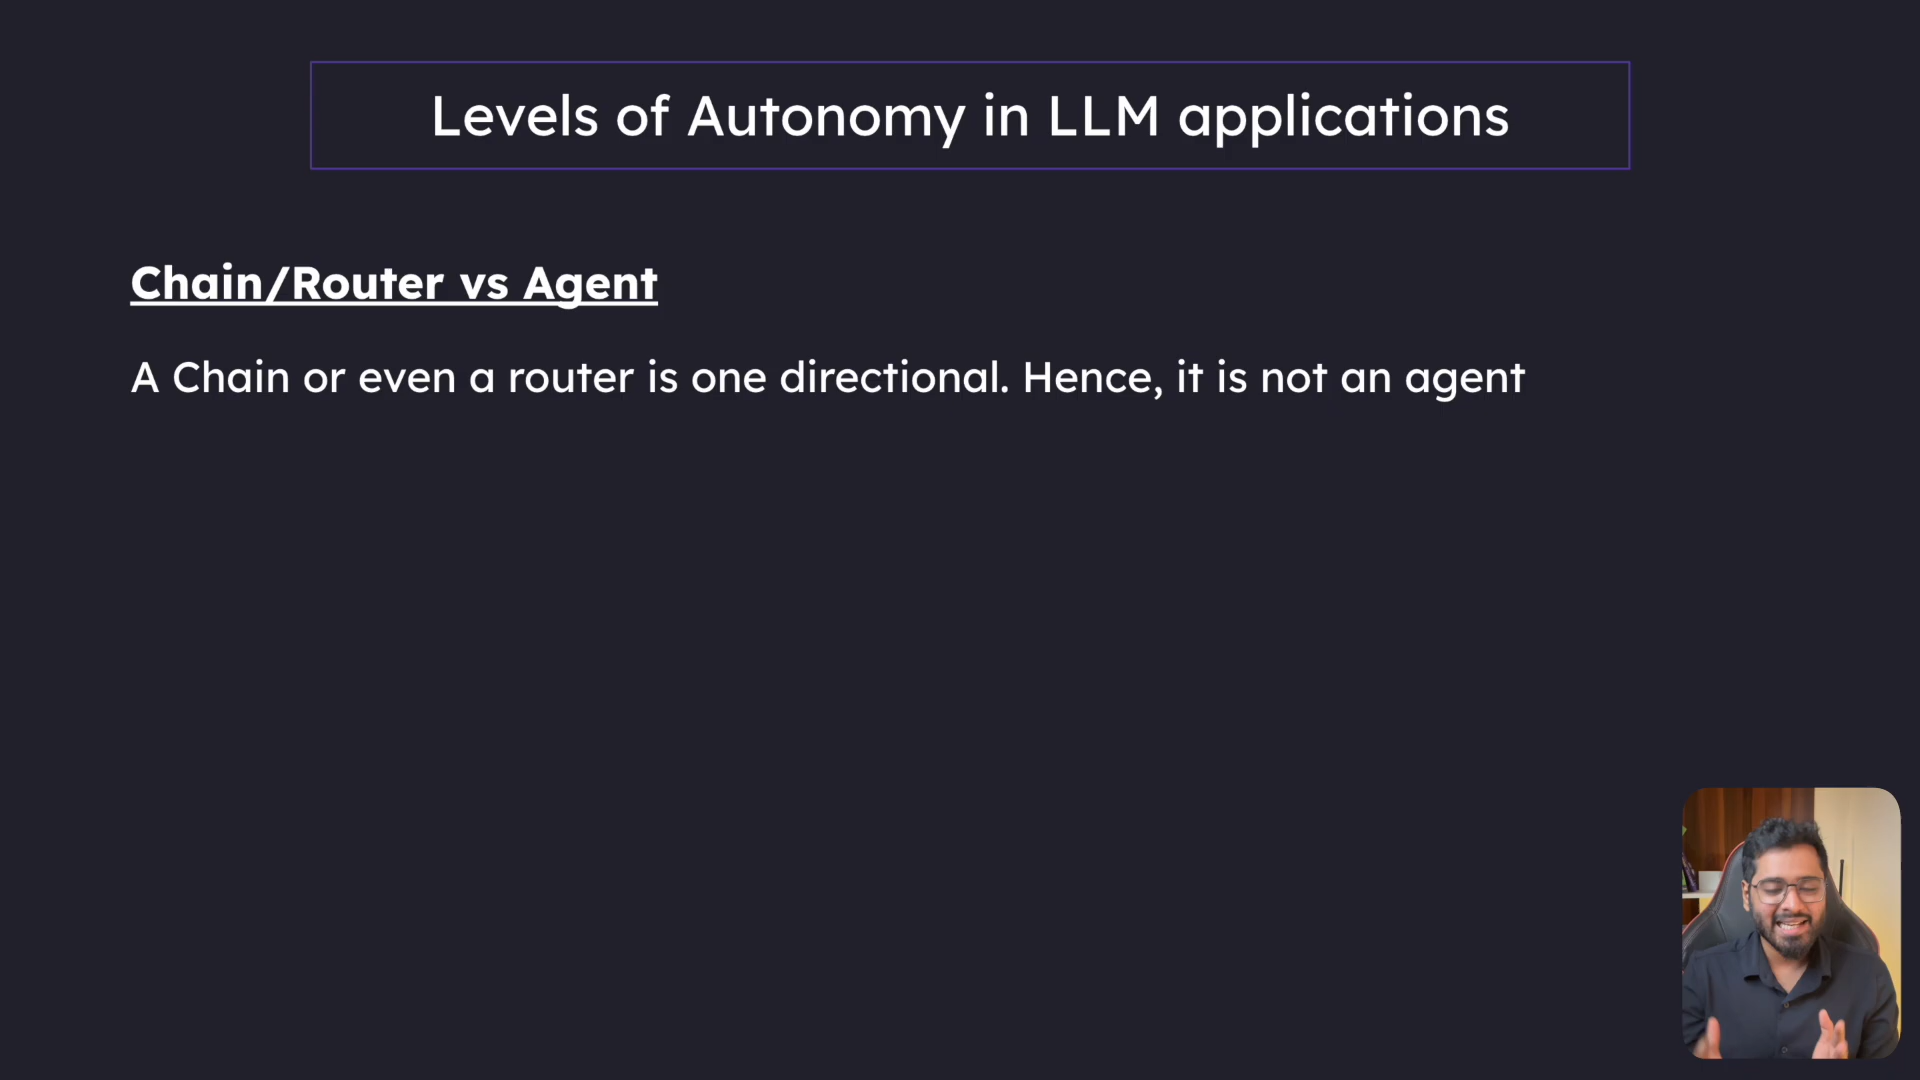 Levels of Autonomy in LLM applications
Chain/Router vs Agent
A Chain or even a router is one directional. Hence, it is not an agent